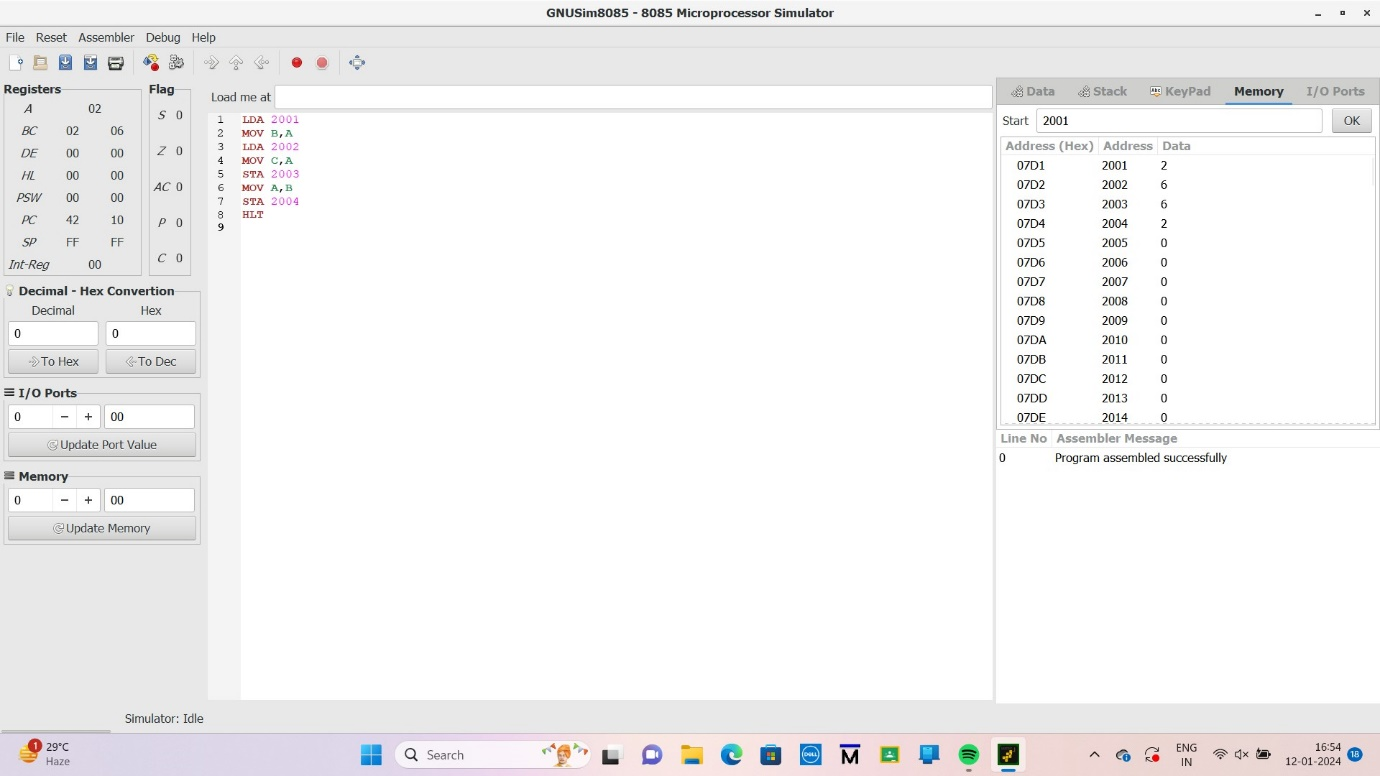 GNUSim8085 - 8085 Microprocessor Simulator
File Reset Assembler Debug Help
Registers
A 02
BC 02 06
DE 00 00
HL 00 00
PSW 00 00
PC 42 10
SP FF FF
Int-Reg 00
Flag
S 0
Z 0
AC 0
P 0
C 0
Decimal - Hex Convertion
Decimal Hex
0 0
To Hex To Dec
I/O Ports
0 − + 00
Update Port Value
Memory
0 − + 00
Update Memory
Load me at
1 LDA 2001
2 MOV B,A
3 LDA 2002
4 MOV C,A
5 STA 2003
6 MOV A,B
7 STA 2004
8 HLT
9
Data Stack Abc KeyPad Memory I/O Ports
Start 2001 OK
Address (Hex) Address Data
07D1 2001 2
07D2 2002 6
07D3 2003 6
07D4 2004 2
07D5 2005 0
07D6 2006 0
07D7 2007 0
07D8 2008 0
07D9 2009 0
07DA 2010 0
07DB 2011 0
07DC 2012 0
07DD 2013 0
07DE 2014 0
Line No Assembler Message
0 Program assembled successfully
Simulator: Idle
1 29°C
Haze
Search
DELL
M
ENG
IN
16:54
12-01-2024
18